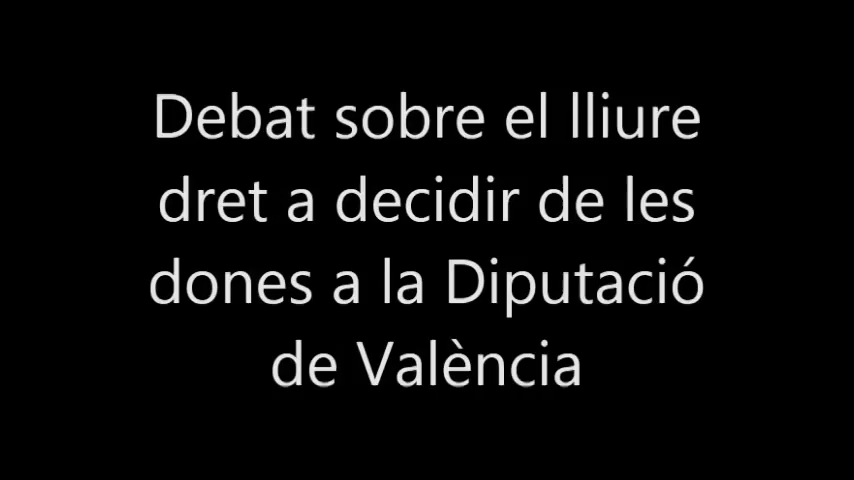 Debat sobre el lliure
dret a decidir de les
dones a la Diputació
de València